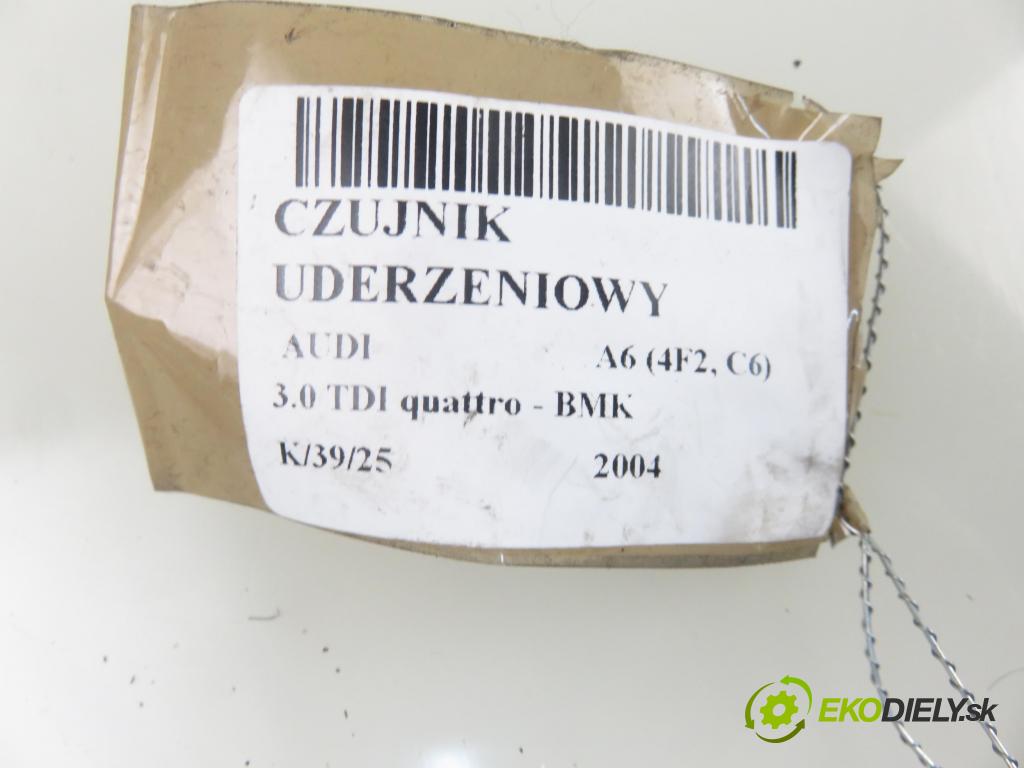 CZUJNIK
UDERZENIOWY
AUDI A6 (4F2, C6)
3.0 TDI quattro - BMK
K/39/25 2004
EKODIELY.sk